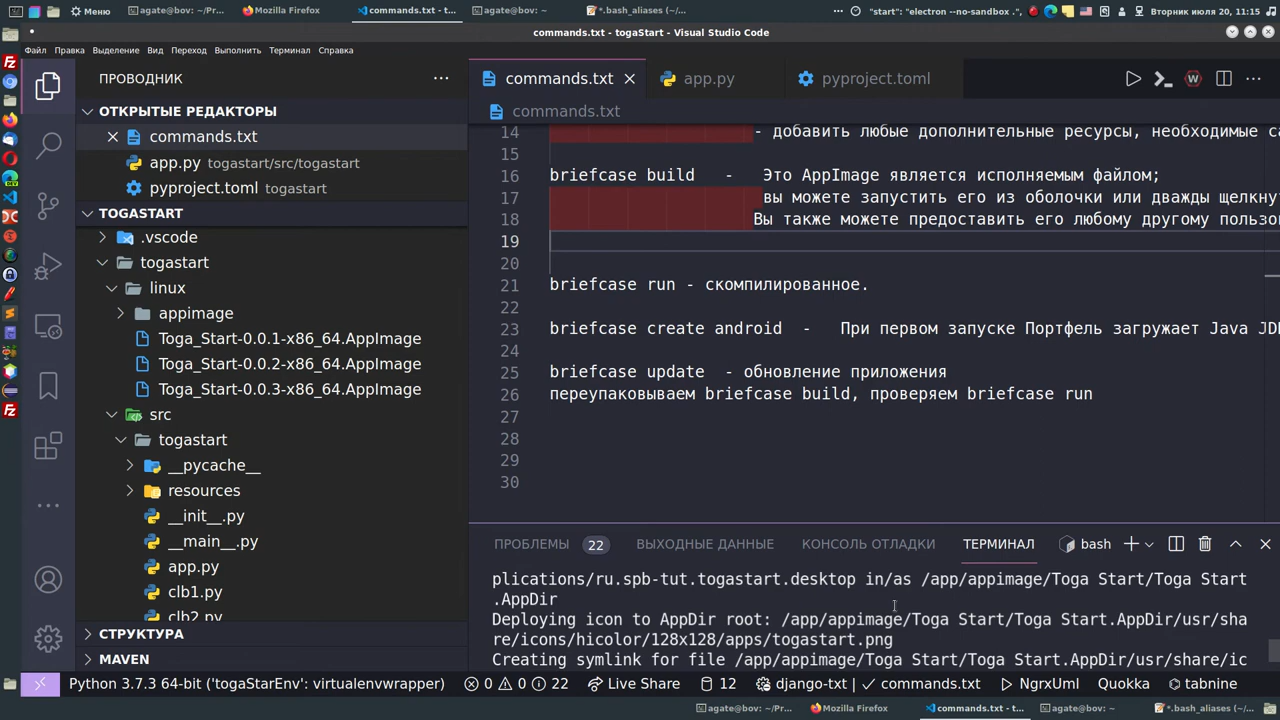 agate@bov: ~/Pr...
Mozilla Firefox
commands.txt - t...
agate@bov: ~
*.bash_aliases (~/...
Меню
"start": "electron --no-sandbox .",
Вторник июля 20, 11:15
commands.txt - togaStart - Visual Studio Code
Файл Правка Выделение Вид Переход Выполнить Терминал Справка
ПРОВОДНИК
ОТКРЫТЫЕ РЕДАКТОРЫ
commands.txt
app.py togastart/src/togastart
pyproject.toml togastart
TOGASTART
.vscode
togastart
linux
appimage
Toga_Start-0.0.1-x86_64.AppImage
Toga_Start-0.0.2-x86_64.AppImage
Toga_Start-0.0.3-x86_64.AppImage
src
togastart
__pycache__
resources
__init__.py
__main__.py
app.py
clb1.py
clb2.py
СТРУКТУРА
MAVEN
commands.txt
app.py
pyproject.toml
commands.txt
14 - добавить любые дополнительные ресурсы, необходимые са
15
16 briefcase build - Это AppImage является исполняемым файлом;
17 вы можете запустить его из оболочки или дважды щелкну
18 Вы также можете предоставить его любому другому пользо
19
20
21 briefcase run - скомпилированное.
22
23 briefcase create android - При первом запуске Портфель загружает Java JD
24
25 briefcase update - обновление приложения
26 переупаковываем briefcase build, проверяем briefcase run
27
28
29
30
ПРОБЛЕМЫ 22 ВЫХОДНЫЕ ДАННЫЕ КОНСОЛЬ ОТЛАДКИ ТЕРМИНАЛ bash
plications/ru.spb-tut.togastart.desktop in/as /app/appimage/Toga Start/Toga Start
.AppDir
Deploying icon to AppDir root: /app/appimage/Toga Start/Toga Start.AppDir/usr/sha
re/icons/hicolor/128x128/apps/togastart.png
Creating symlink for file /app/appimage/Toga Start/Toga Start.AppDir/usr/share/ic
Python 3.7.3 64-bit ('togaStarEnv': virtualenvwrapper) 0 0 22 Live Share 12 django-txt | commands.txt NgrxUml Quokka tabnine
agate@bov: ~/Pr... Mozilla Firefox commands.txt - t... agate@bov: ~ *.bash_aliases (~/...